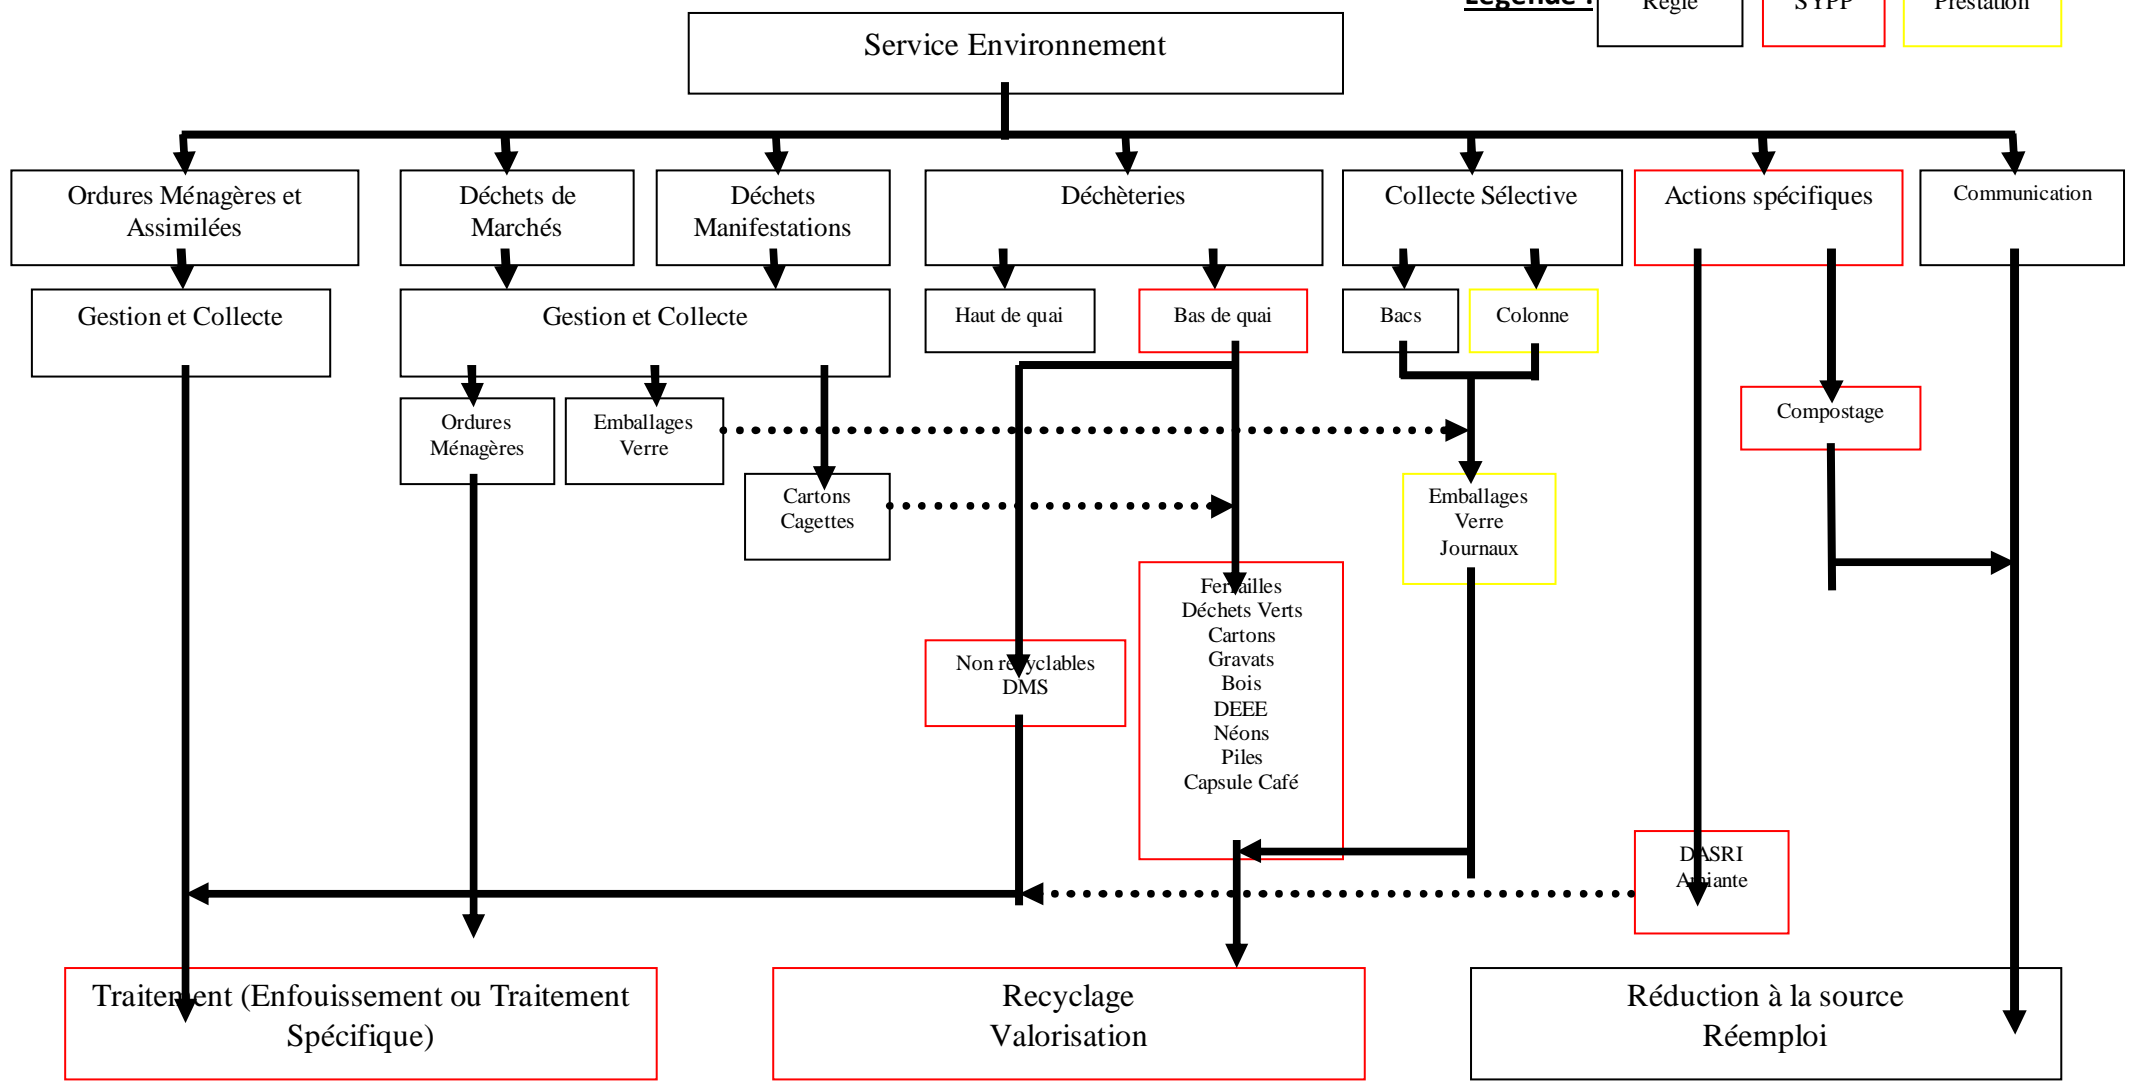 Légende :
Régie
SYPP
Prestation
Service Environnement
Ordures Ménagères et
Assimilées
Déchets de
Marchés
Déchets
Manifestations
Déchèteries
Collecte Sélective
Actions spécifiques
Communication
Gestion et Collecte
Gestion et Collecte
Haut de quai
Bas de quai
Bacs
Colonne
Ordures
Ménagères
Emballages
Verre
Compostage
Cartons
Cagettes
Emballages
Verre
Journaux
Ferrailles
Déchets Verts
Cartons
Gravats
Bois
DEEE
Néons
Piles
Capsule Café
Non recyclables
DMS
DASRI
Amiante
Traitement (Enfouissement ou Traitement
Spécifique)
Recyclage
Valorisation
Réduction à la source
Réemploi